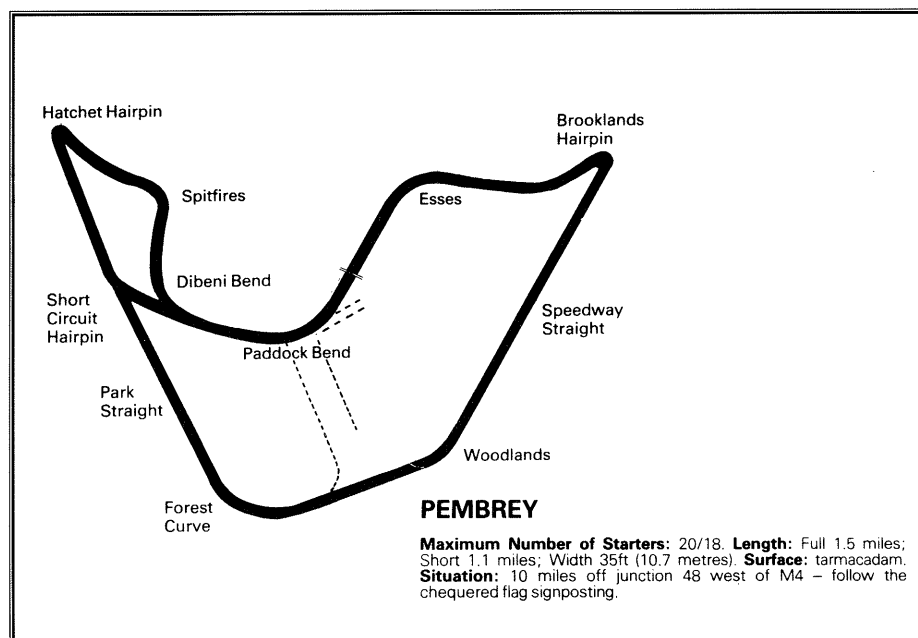 Hatchet Hairpin
Brooklands
Hairpin
Spitfires
Esses
Dibeni Bend
Short
Circuit
Hairpin
Speedway
Straight
Paddock Bend
Park
Straight
Woodlands
Forest
Curve
PEMBREY
Maximum Number of Starters: 20/18. Length: Full 1.5 miles;
Short 1.1 miles; Width 35ft (10.7 metres). Surface: tarmacadam.
Situation: 10 miles off junction 48 west of M4 – follow the
chequered flag signposting.